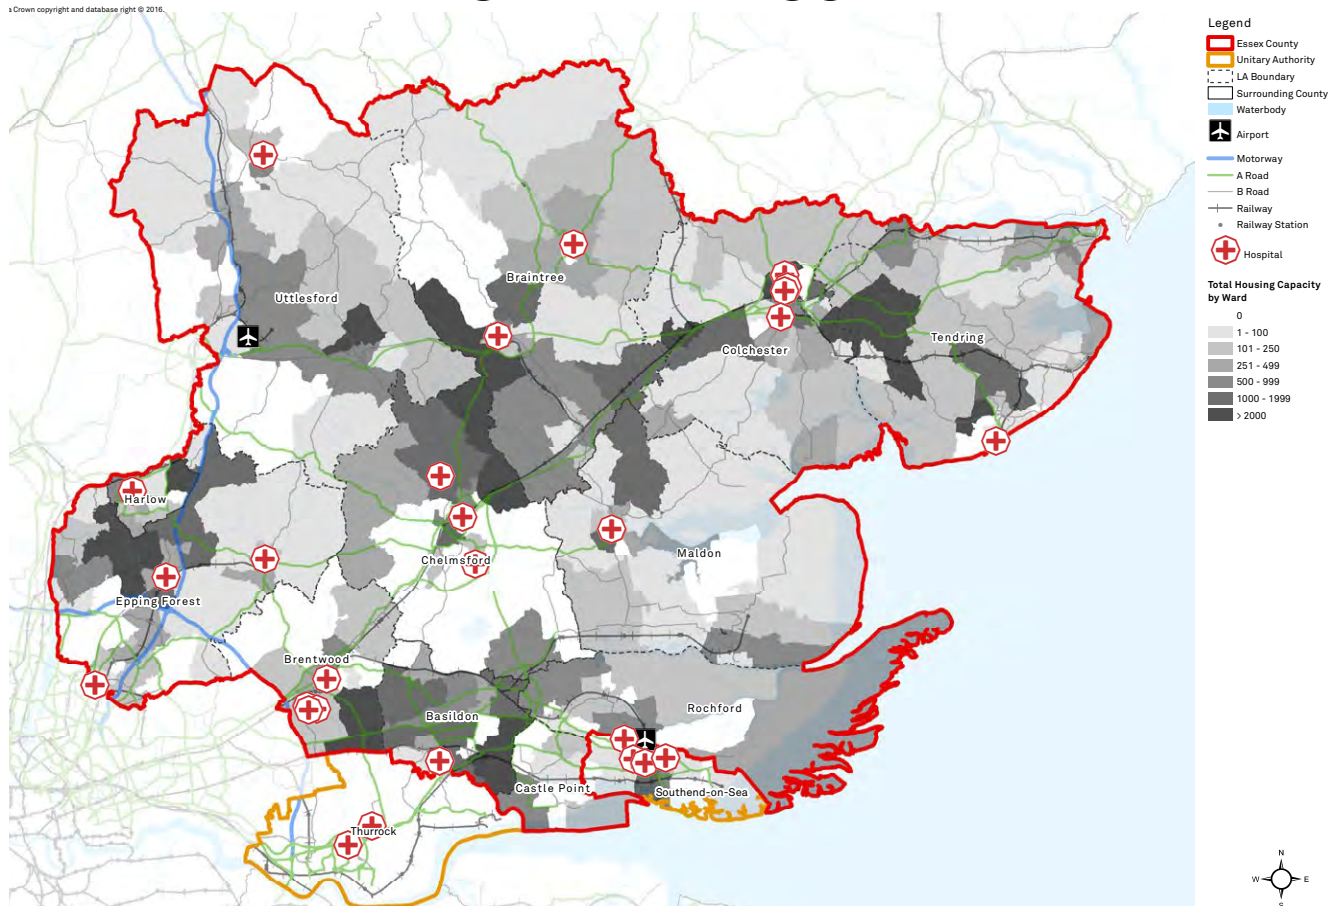 a Crown copyright and database right © 2016.
Legend
Essex County
Unitary Authority
LA Boundary
Surrounding County
Waterbody
Airport
Motorway
A Road
B Road
Railway
Railway Station
Hospital
Total Housing Capacity
by Ward
0
1 - 100
101 - 250
251 - 499
500 - 999
1000 - 1999
> 2000
Uttlesford
Braintree
Colchester
Tendring
Harlow
Epping Forest
Chelmsford
Maldon
Brentwood
Basildon
Rochford
Castle Point
Southend-on-Sea
Thurrock
N
W
E
S